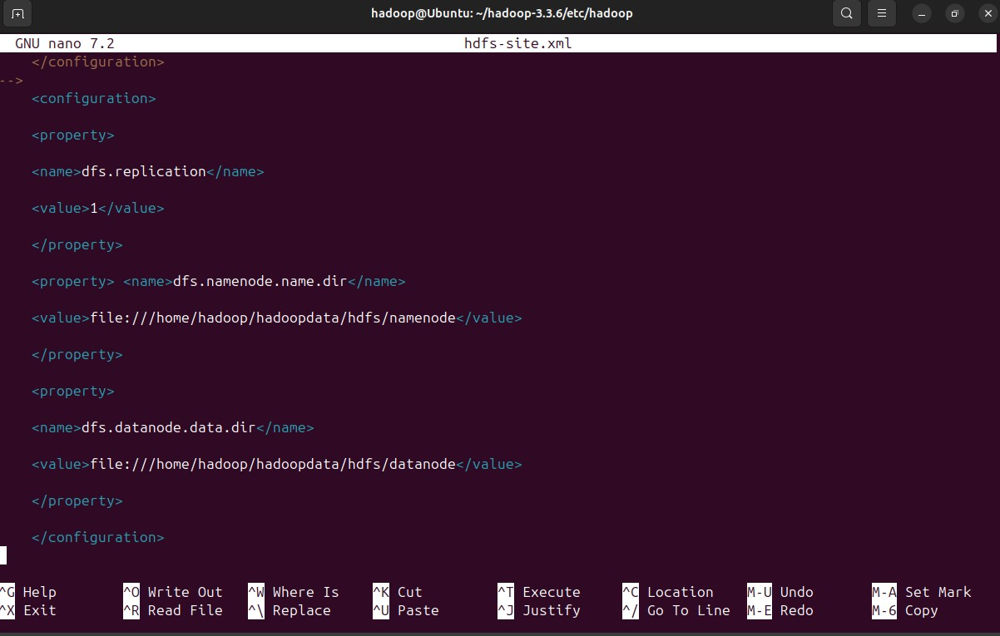 hadoop@Ubuntu: ~/hadoop-3.3.6/etc/hadoop
GNU nano 7.2 hdfs-site.xml
</configuration>
-->
<configuration>
<property>
<name>dfs.replication</name>
<value>1</value>
</property>
<property> <name>dfs.namenode.name.dir</name>
<value>file:///home/hadoop/hadoopdata/hdfs/namenode</value>
</property>
<property>
<name>dfs.datanode.data.dir</name>
<value>file:///home/hadoop/hadoopdata/hdfs/datanode</value>
</property>
</configuration>
^G Help ^O Write Out ^W Where Is ^K Cut ^T Execute ^C Location M-U Undo M-A Set Mark
^X Exit ^R Read File ^\ Replace ^U Paste ^J Justify ^/ Go To Line M-E Redo M-6 Copy